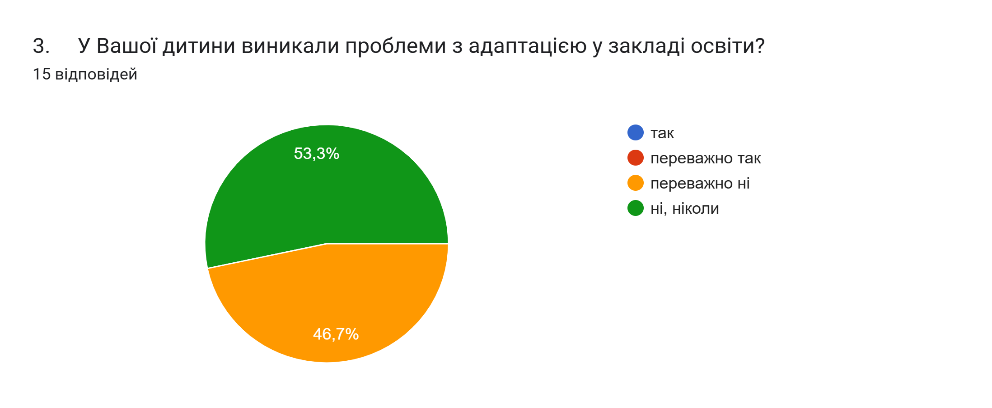 3. У Вашої дитини виникали проблеми з адаптацією у закладі освіти?
15 відповідей
53,3%
46,7%
так
переважно так
переважно ні
ні, ніколи